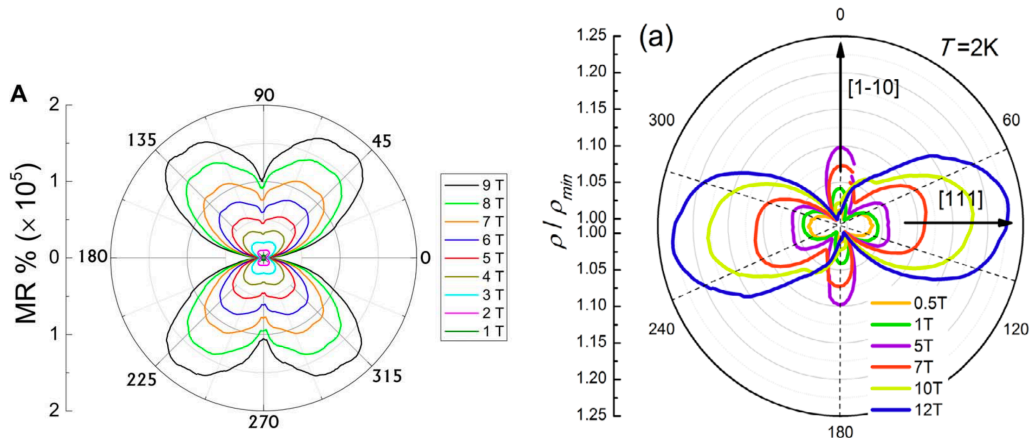 A
MR % (× 10⁵)
2
1
0
1
2
90
135
45
180
0
225
315
270
9 T
8 T
7 T
6 T
5 T
4 T
3 T
2 T
1 T
(a)
T=2K
ρ / ρmin
1.25
1.20
1.15
1.10
1.05
1.00
1.00
1.05
1.10
1.15
1.20
1.25
0
[1-10]
300
60
[111]
240
120
180
0.5T
1T
5T
7T
10T
12T